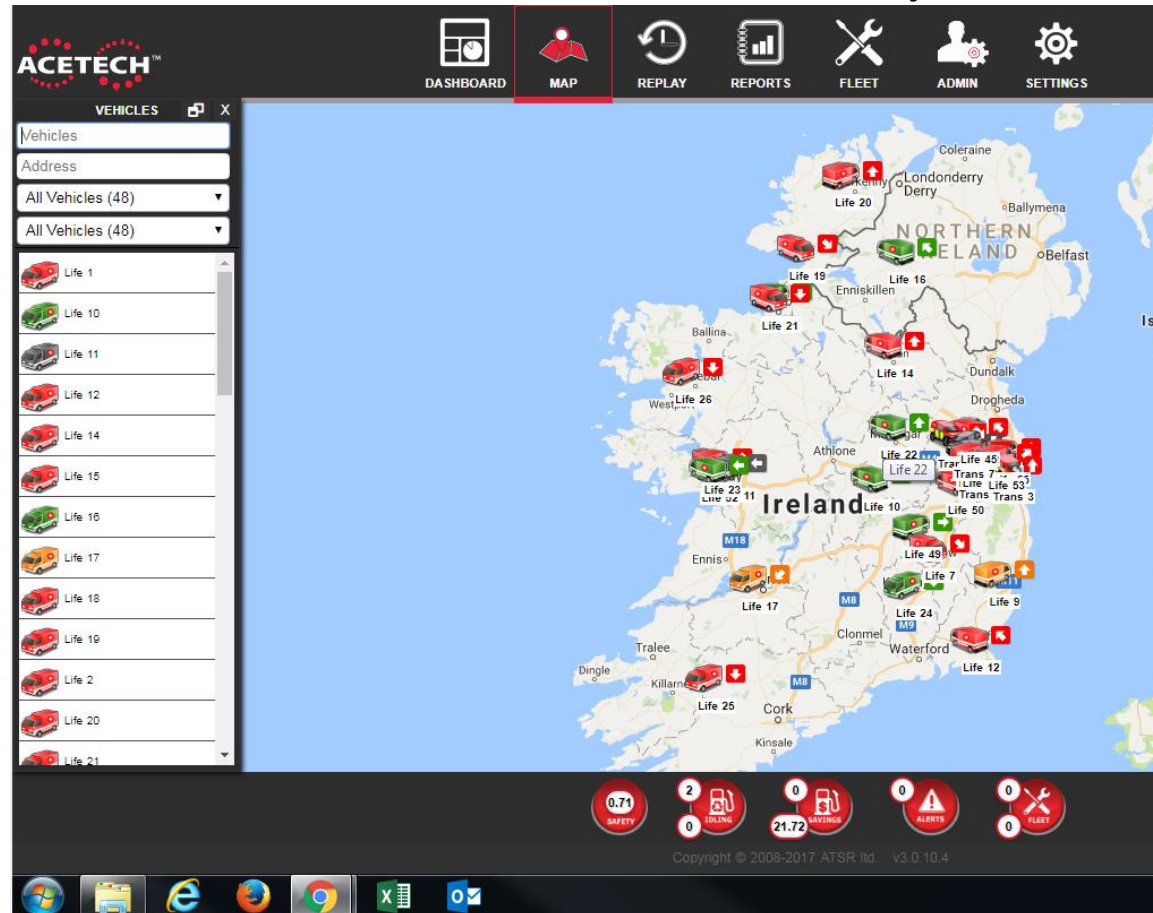 ACETECH™
DASHBOARD
MAP
REPLAY
REPORTS
FLEET
ADMIN
SETTINGS
VEHICLES X
Vehicles
Address
All Vehicles (48)
All Vehicles (48)
Life 1
Life 10
Life 11
Life 12
Life 14
Life 15
Life 16
Life 17
Life 18
Life 19
Life 2
Life 20
Life 21
Coleraine
Londonderry
Derry
Life 20
Ballymena
NORTHERN
Belfast
Life 19
Life 16
Enniskillen
Life 21
Ballina
Life 14
Dundalk
Life 26
Drogheda
Athlone
Life 22
Life 45
Life 22
Trans 7
Life 53
Trans
Trans 3
Life 23
11
Ireland
Life 10
Life 50
M18
Life 49
Ennis
Life 7
Life 17
M8
Life 24
Life 9
M9
Clonmel
Waterford
Life 12
Tralee
Dingle
M8
Life 25
Cork
Kinsale
0.71
SAFETY
2
0
IDLING
0
21.72
SAVINGS
0
ALERTS
0
0
FLEET
Copyright © 2008-2017 ATSR ltd. v3.0.10.4